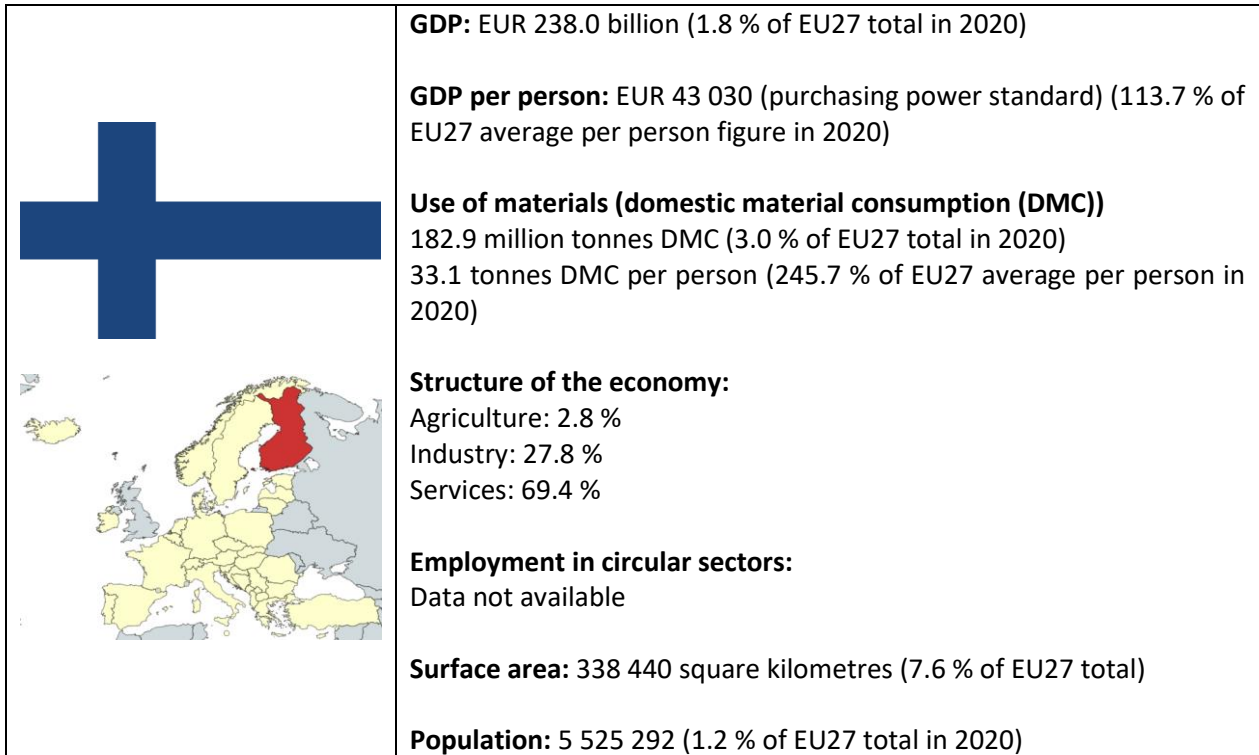 GDP: EUR 238.0 billion (1.8 % of EU27 total in 2020)
GDP per person: EUR 43 030 (purchasing power standard) (113.7 % of
EU27 average per person figure in 2020)
Use of materials (domestic material consumption (DMC))
182.9 million tonnes DMC (3.0 % of EU27 total in 2020)
33.1 tonnes DMC per person (245.7 % of EU27 average per person in
2020)
Structure of the economy:
Agriculture: 2.8 %
Industry: 27.8 %
Services: 69.4 %
Employment in circular sectors:
Data not available
Surface area: 338 440 square kilometres (7.6 % of EU27 total)
Population: 5 525 292 (1.2 % of EU27 total in 2020)